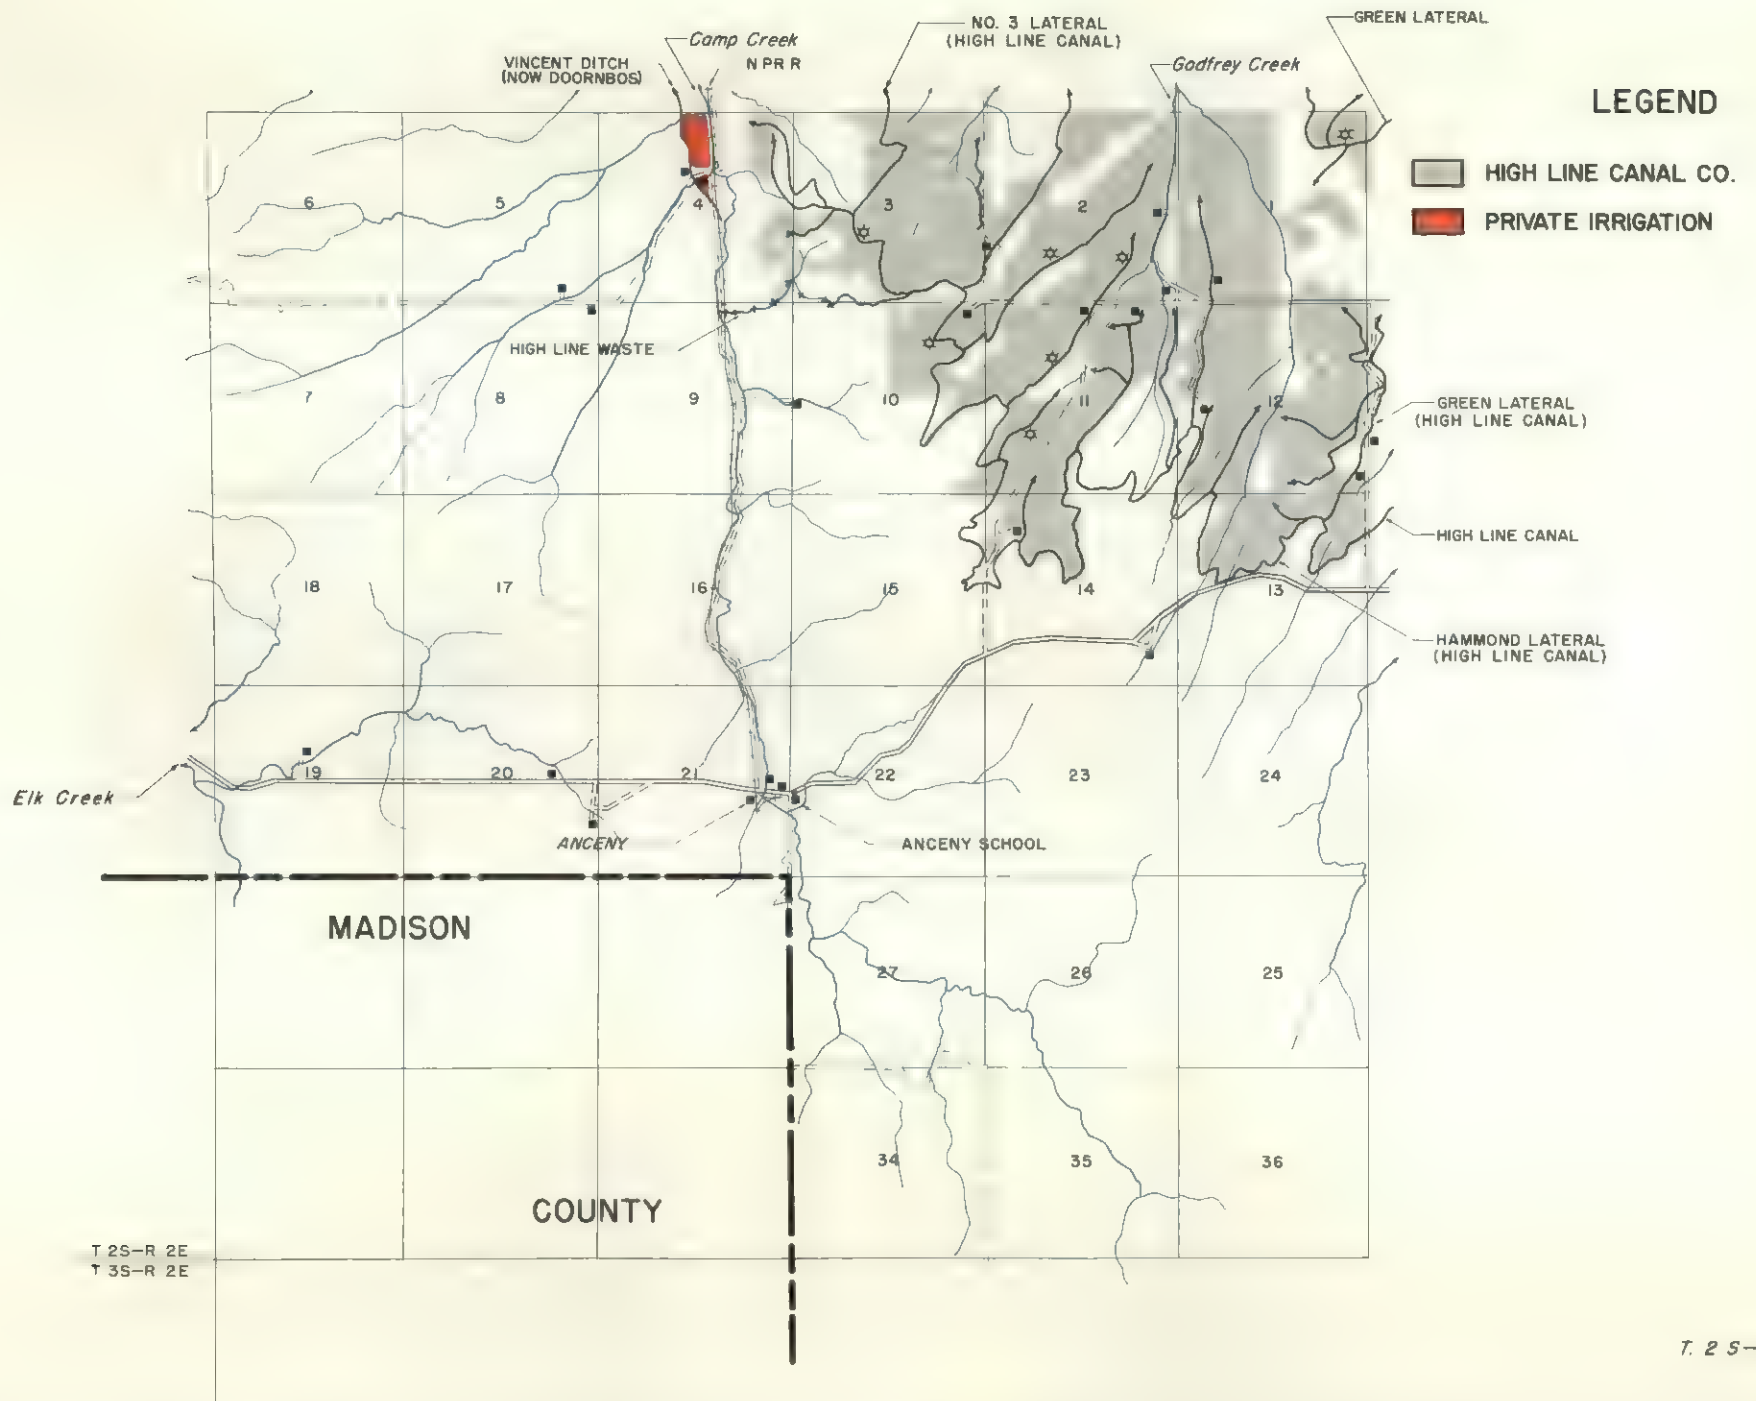 GREEN LATERAL
NO. 3 LATERAL
(HIGH LINE CANAL)
Camp Creek
N P R R
VINCENT DITCH
(NOW DOORNBOS)
Godfrey Creek
LEGEND
HIGH LINE CANAL CO.
PRIVATE IRRIGATION
6
5
4
3
2
1
HIGH LINE WASTE
7
8
9
10
11
12
GREEN LATERAL
(HIGH LINE CANAL)
HIGH LINE CANAL
18
17
16
15
14
13
HAMMOND LATERAL
(HIGH LINE CANAL)
19
20
21
22
23
24
Elk Creek
ANCENY
ANCENY SCHOOL
MADISON
27
26
25
34
35
36
COUNTY
T 2S-R 2E
T 3S-R 2E
T. 2 S-